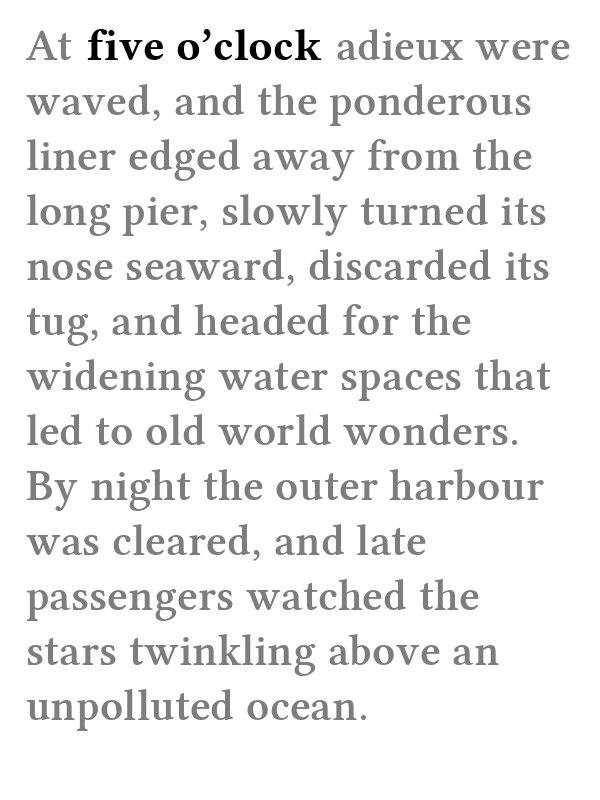 At five o’clock adieux were
waved, and the ponderous
liner edged away from the
long pier, slowly turned its
nose seaward, discarded its
tug, and headed for the
widening water spaces that
led to old world wonders.
By night the outer harbour
was cleared, and late
passengers watched the
stars twinkling above an
unpolluted ocean.